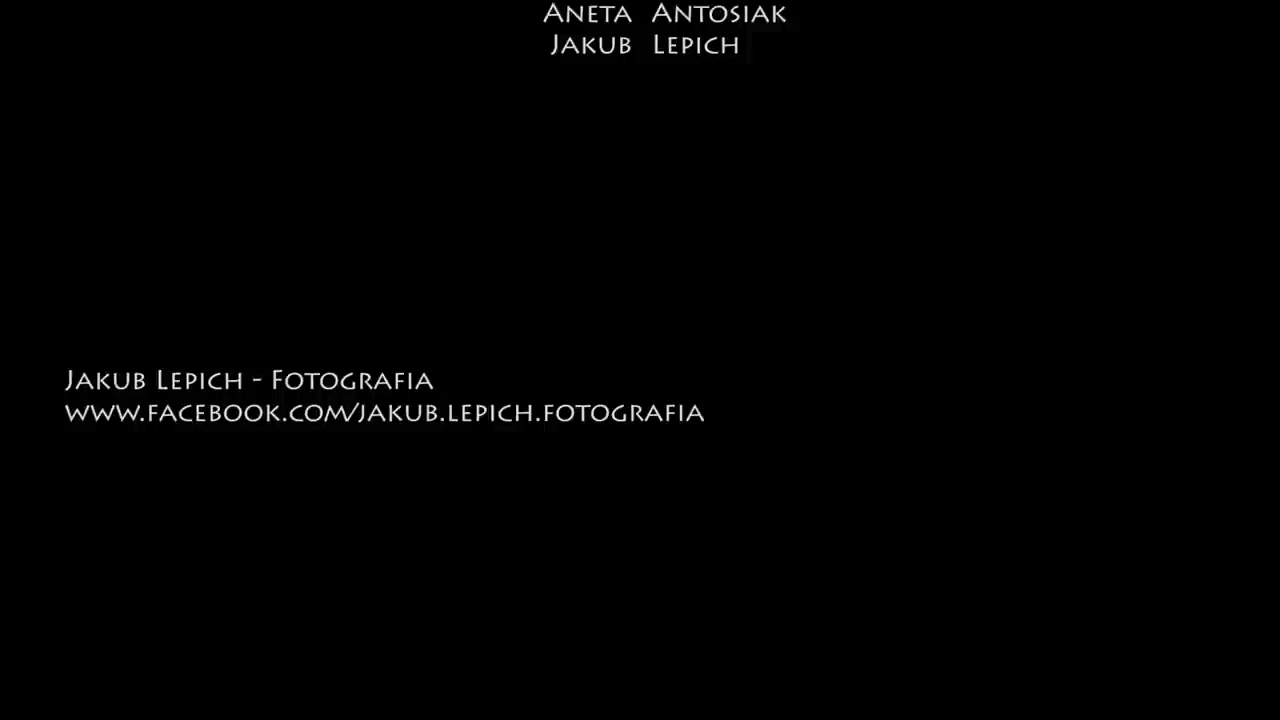 Aneta Antosiak
Jakub Lepich
Jakub Lepich - Fotografia
www.facebook.com/jakub.lepich.fotografia